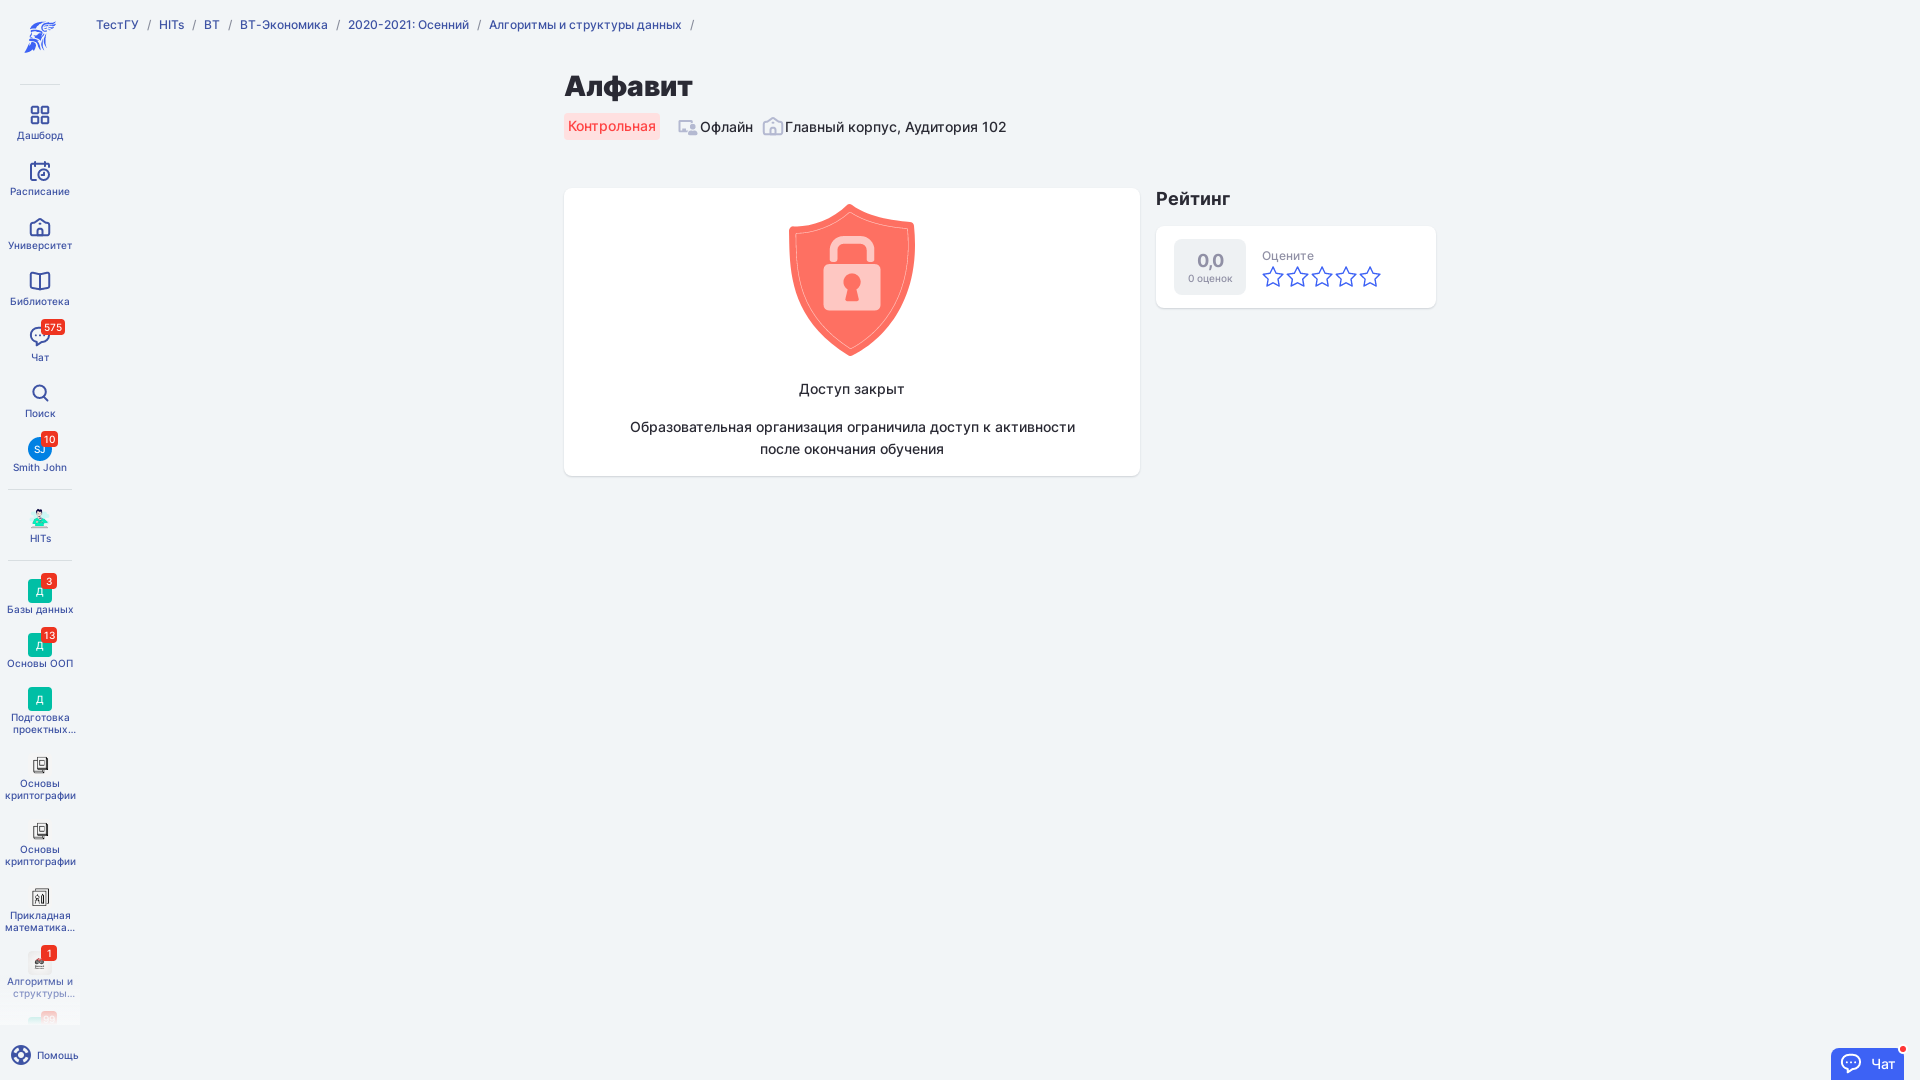 ТестГУ / HITs / ВТ / ВТ-Экономика / 2020-2021: Осенний / Алгоритмы и структуры данных /
Дашборд
Расписание
Университет
Библиотека
575
Чат
Поиск
10
SJ
Smith John
HITs
3
Д
Базы данных
13
Д
Основы ООП
Д
Подготовка
проектных...
Основы
криптографии
Основы
криптографии
Прикладная
математика...
1
Алгоритмы и
структуры...
Помощь
Алфавит
Контрольная
Офлайн
Главный корпус, Аудитория 102
Доступ закрыт
Образовательная организация ограничила доступ к активности
после окончания обучения
Рейтинг
0,0
0 оценок
Оцените
Чат